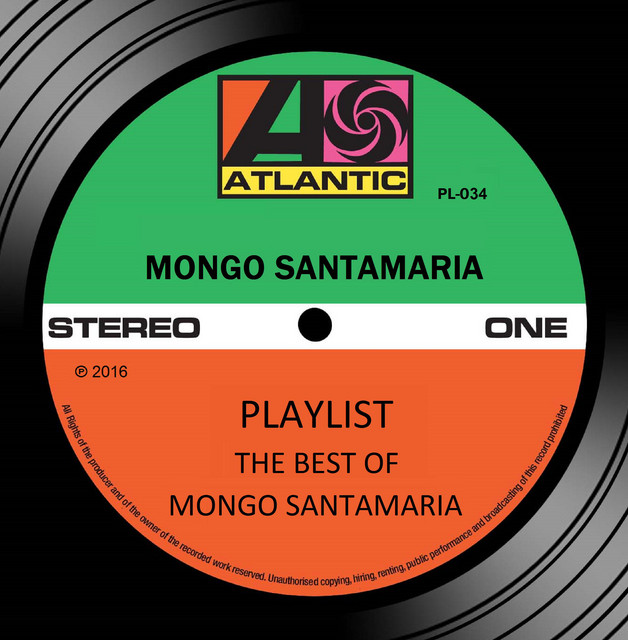 ATLANTIC
PL-034
MONGO SANTAMARIA
STEREO
ONE
℗ 2016
PLAYLIST
THE BEST OF
MONGO SANTAMARIA
All Rights of the producer and of the owner of the recorded work reserved. Unauthorised copying, hiring, renting, public performance and broadcasting of this record prohibited